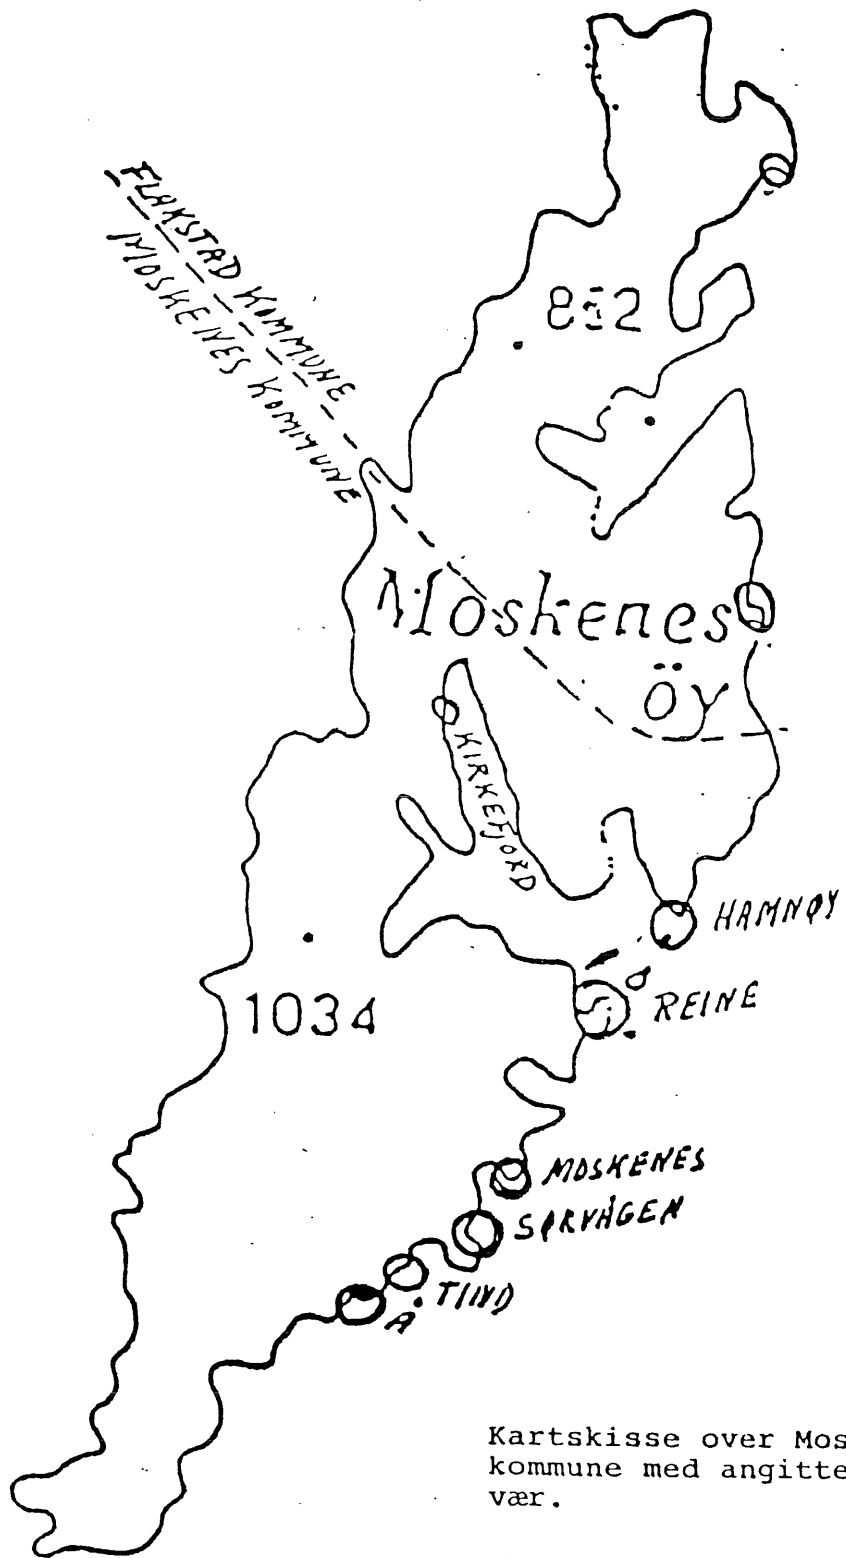 FLAKSTAD KOMMUNE
MOSKENES KOMMUNE
852
Moskenes
öy
KIRKEFJORD
HAMNØY
1034
REINE
MOSKENES
SØRVÅGEN
TIND
Å
Kartskisse over Mos
kommune med angitte
vær.